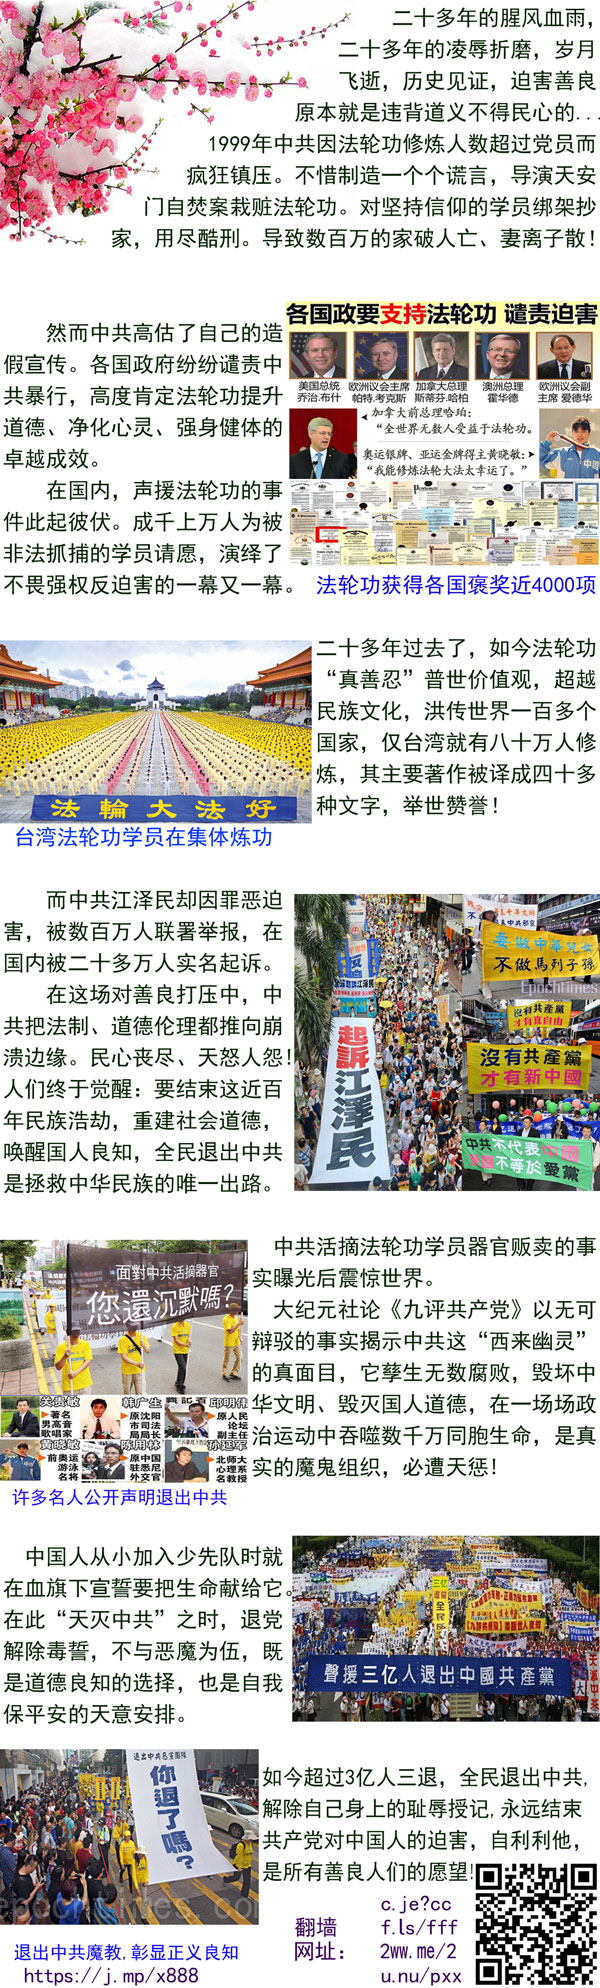 二十多年的腥风血雨，
二十多年的凌辱折磨，岁月
飞逝，历史见证，迫害善良
原本就是违背道义不得民心的...
1999年中共因法轮功修炼人数超过党员而
疯狂镇压。不惜制造一个个谎言，导演天安
门自焚案栽赃法轮功。对坚持信仰的学员绑架抄
家，用尽酷刑。导致数百万的家破人亡、妻离子散！
各国政要支持法轮功 谴责迫害
美国总统 欧洲议会主席 加拿大总理 澳洲总理 欧洲议会副
乔治.布什 帕特.考克斯 斯蒂芬.哈柏 霍华德 主席 爱德华
加拿大前总理哈珀：
“全世界无数人受益于法轮功。
奥运银牌、亚运金牌得主黄晓敏：
“我能修炼法轮大法太幸运了。”
然而中共高估了自己的造
假宣传。各国政府纷纷谴责中
共暴行，高度肯定法轮功提升
道德、净化心灵、强身健体的
卓越成效。
在国内，声援法轮功的事
件此起彼伏。成千上万人为被
非法抓捕的学员请愿，演绎了
不畏强权反迫害的一幕又一幕。
法轮功获得各国褒奖近4000项
法輪大法好
台湾法轮功学员在集体炼功
二十多年过去了，如今法轮功
“真善忍”普世价值观，超越
民族文化，洪传世界一百多个
国家，仅台湾就有八十万人修
炼，其主要著作被译成四十多
种文字，举世赞誉！
而中共江泽民却因罪恶迫
害，被数百万人联署举报，在
国内被二十多万人实名起诉。
在这场对善良打压中，中
共把法制、道德伦理都推向崩
溃边缘。民心丧尽、天怒人怨！
人们终于觉醒：要结束这近百
年民族浩劫，重建社会道德，
唤醒国人良知，全民退出中共
是拯救中华民族的唯一出路。
起訴江澤民
要做中華兒女
不做馬列子孫
EpochTimes
沒有共產黨
才有真自由
沒有共產黨
才有新中國
中共不代表中國
愛國不等於愛黨
面對中共活摘器官
您還沉默嗎?
关贵敏
著名
男高音
歌唱家
韩广生
原沈阳
市司法
局局长
邱明伟
原人民
论坛
副主任
黄晓敏
前奥运
游泳
名将
陈用林
原中国
驻悉尼
外交官
孙延军
北师大
心理系
名教授
许多名人公开声明退出中共
中共活摘法轮功学员器官贩卖的事
实曝光后震惊世界。
大纪元社论《九评共产党》以无可
辩驳的事实揭示中共这“西来幽灵”
的真面目，它孽生无数腐败，毁坏中
华文明、毁灭国人道德，在一场场政
治运动中吞噬数千万同胞生命，是真
实的魔鬼组织，必遭天惩！
中国人从小加入少先队时就
在血旗下宣誓要把生命献给它。
在此“天灭中共”之时，退党
解除毒誓，不与恶魔为伍，既
是道德良知的选择，也是自我
保平安的天意安排。
聲援三亿人退出中國共產黨
退出中共惡黨團隊
你退了嗎?
退出中共魔教,彰显正义良知
https://j.mp/x888
如今超过3亿人三退，全民退出中共,
解除自己身上的耻辱授记,永远结束
共产党对中国人的迫害，自利利他，
是所有善良人们的愿望!
翻墙
网址：
c.je?cc
f.ls/fff
2ww.me/2
u.nu/pxx